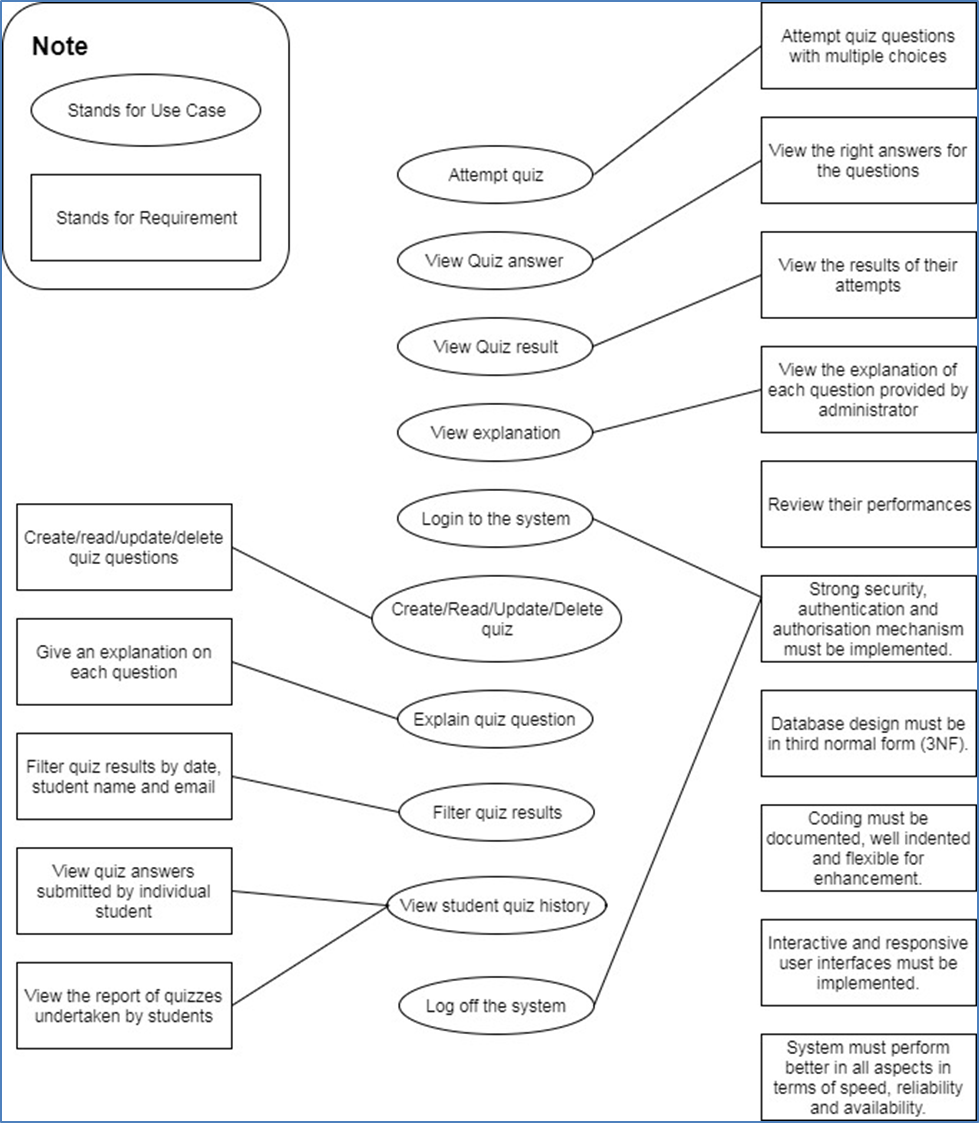 Note
Stands for Use Case
Stands for Requirement
Attempt quiz
View Quiz answer
View Quiz result
View explanation
Login to the system
Create/Read/Update/Delete
quiz
Explain quiz question
Filter quiz results
View student quiz history
Log off the system
Create/read/update/delete
quiz questions
Give an explanation on
each question
Filter quiz results by date,
student name and email
View quiz answers
submitted by individual
student
View the report of quizzes
undertaken by students
Attempt quiz questions
with multiple choices
View the right answers for
the questions
View the results of their
attempts
View the explanation of
each question provided by
administrator
Review their performances
Strong security,
authentication and
authorisation mechanism
must be implemented.
Database design must be
in third normal form (3NF).
Coding must be
documented, well indented
and flexible for
enhancement.
Interactive and responsive
user interfaces must be
implemented.
System must perform
better in all aspects in
terms of speed, reliability
and availability.